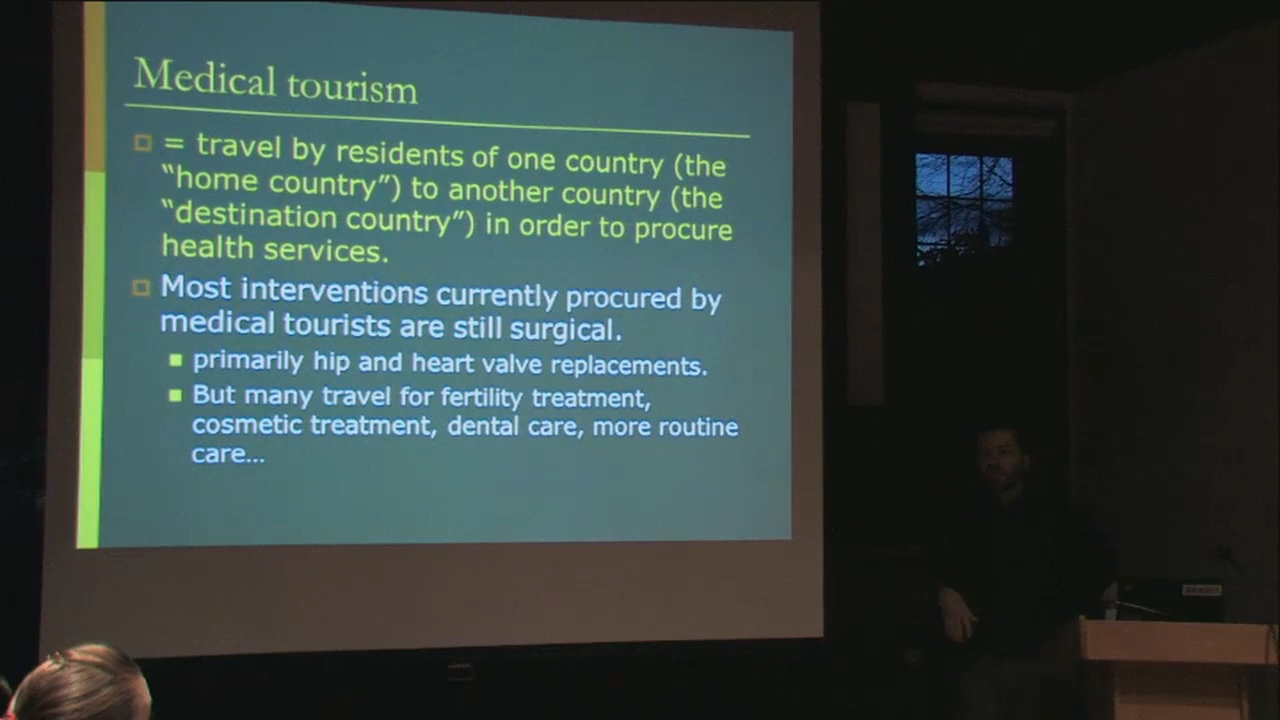 Medical tourism
= travel by residents of one country (the
“home country”) to another country (the
“destination country”) in order to procure
health services.
Most interventions currently procured by
medical tourists are still surgical.
primarily hip and heart valve replacements.
But many travel for fertility treatment,
cosmetic treatment, dental care, more routine
care...